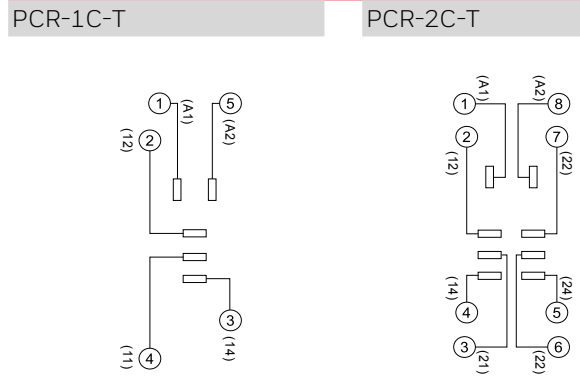 PCR-1C-T
PCR-2C-T
1 (A1) 5 (A2)
2 (12)
3 (14)
4 (11)
1 (A1) 8 (A2)
2 (12) 7 (22)
4 (14) 5 (24)
3 (21) 6 (22)